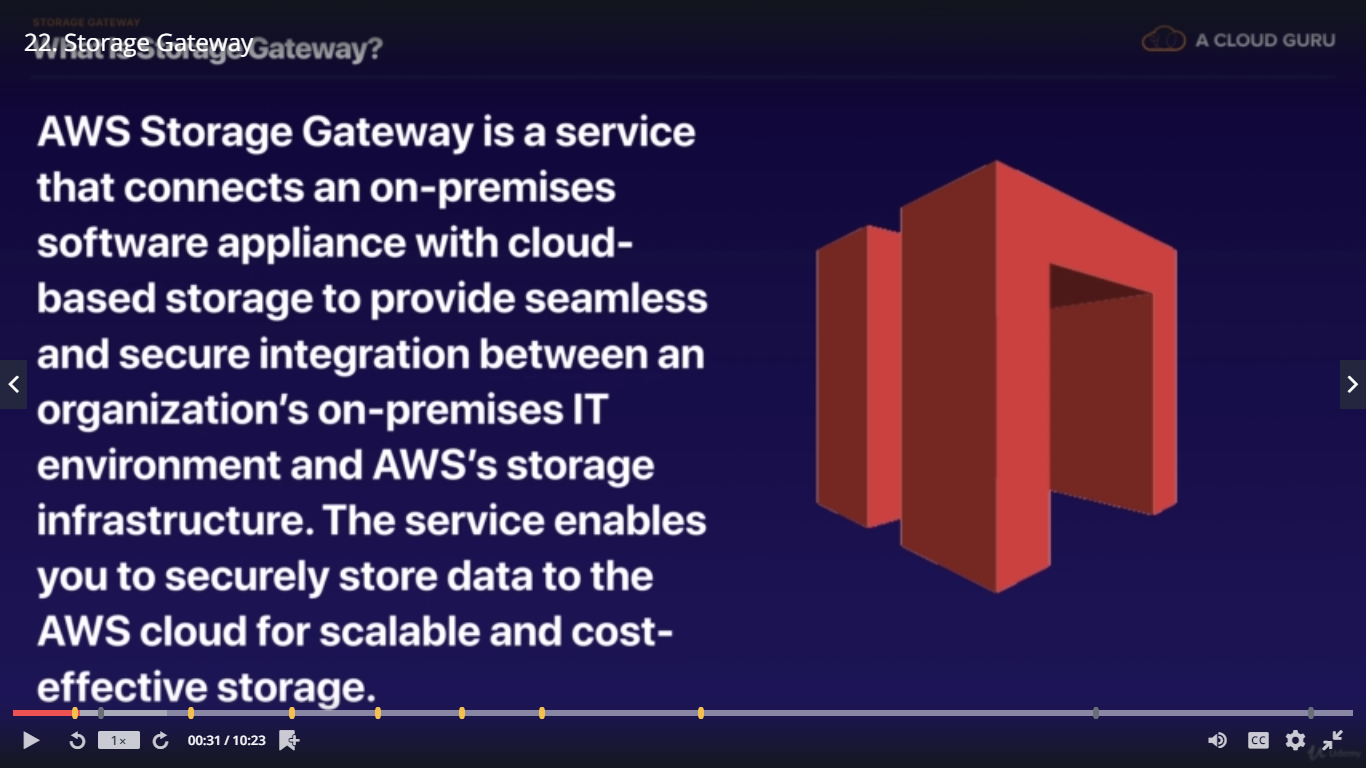 STORAGE GATEWAY
22. Storage Gateway
What is Storage Gateway?
A CLOUD GURU
AWS Storage Gateway is a service
that connects an on-premises
software appliance with cloud-
based storage to provide seamless
and secure integration between an
organization’s on-premises IT
environment and AWS’s storage
infrastructure. The service enables
you to securely store data to the
AWS cloud for scalable and cost-
effective storage.
1×
00:31 / 10:23
CC
Udemy